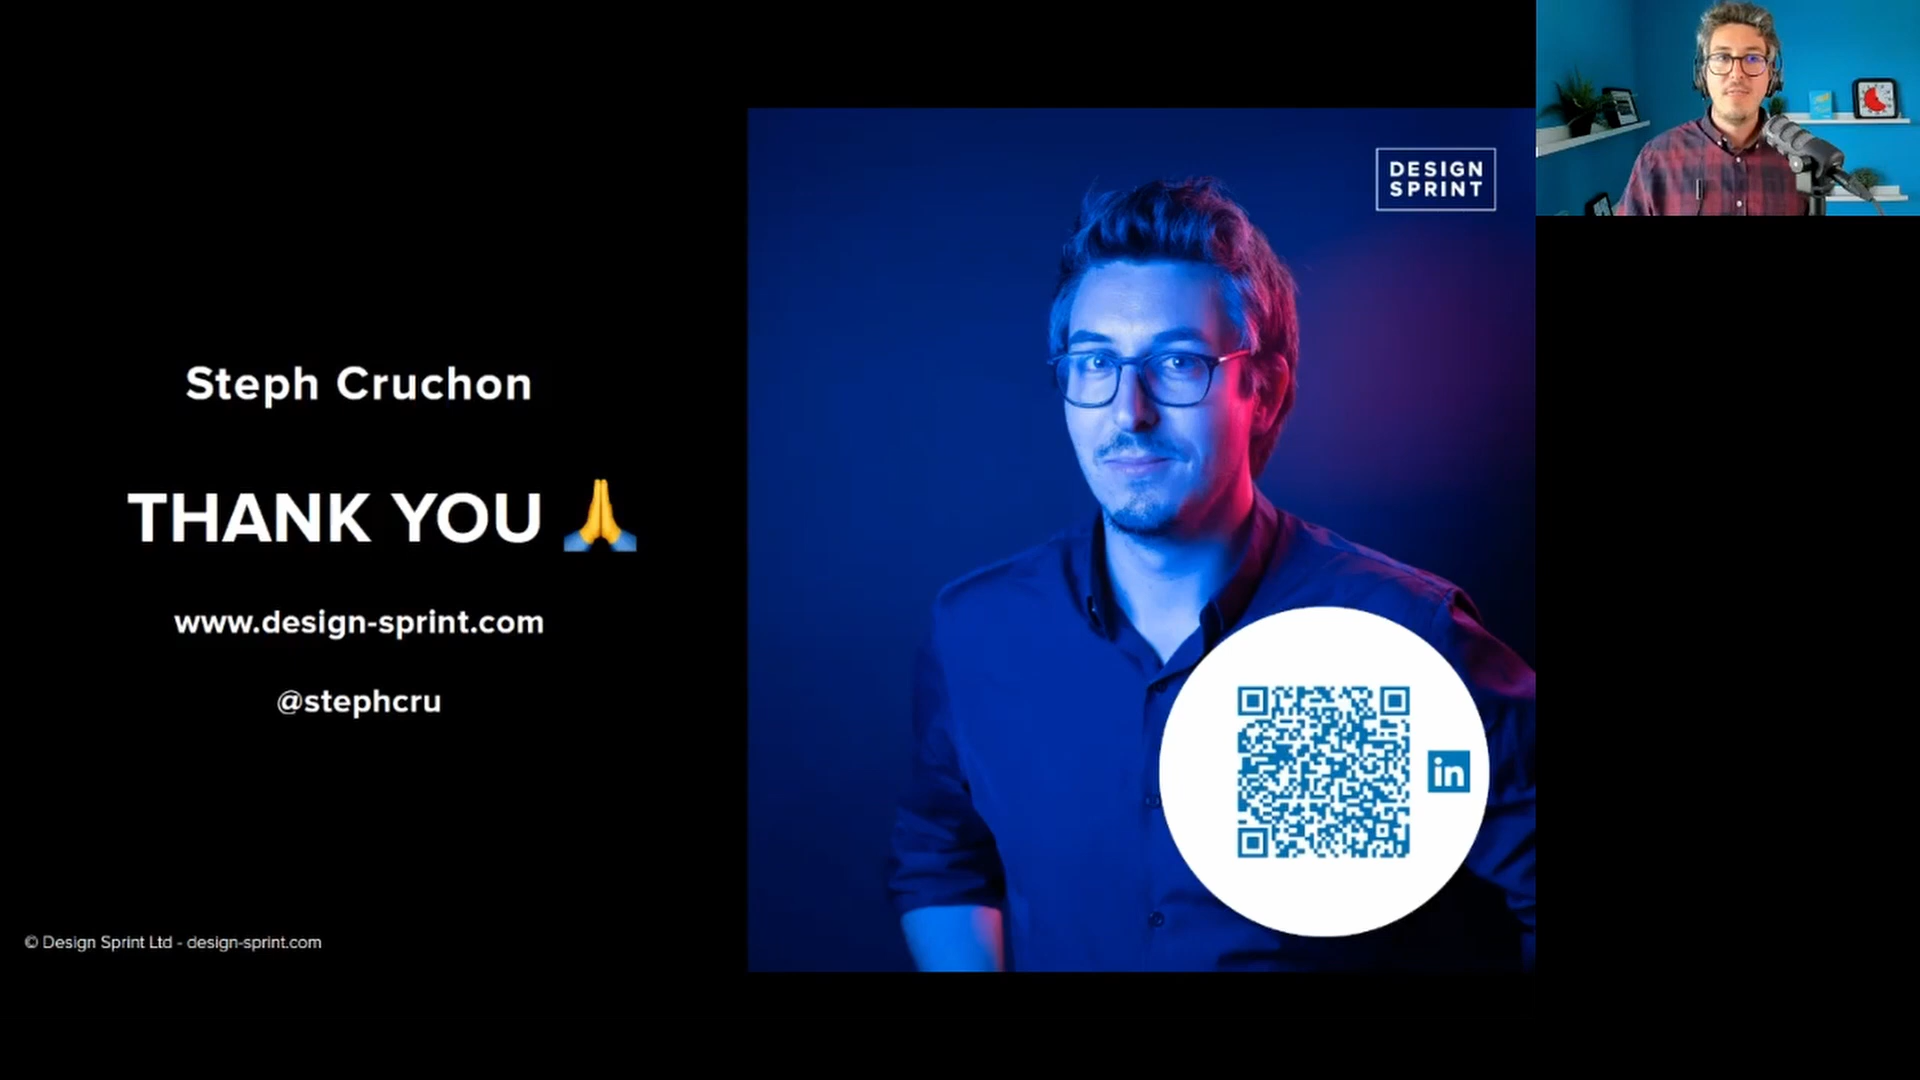 Steph Cruchon
THANK YOU 🙏
www.design-sprint.com
@stephcru
© Design Sprint Ltd - design-sprint.com
DESIGN
SPRINT
in